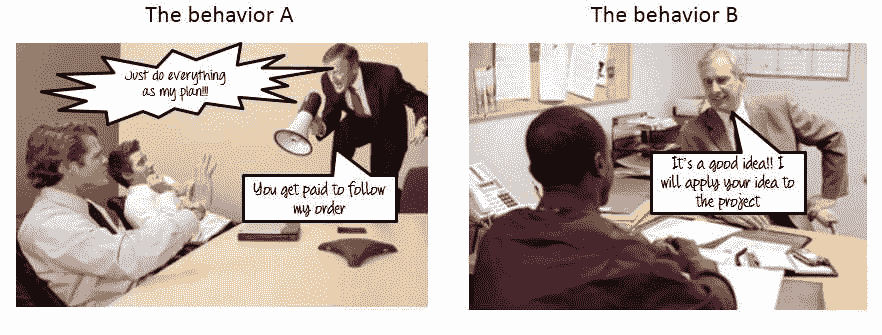 The behavior A
The behavior B
Just do everything
as my plan!!!
You get paid to follow
my order
It's a good idea!! I
will apply your idea to
the project